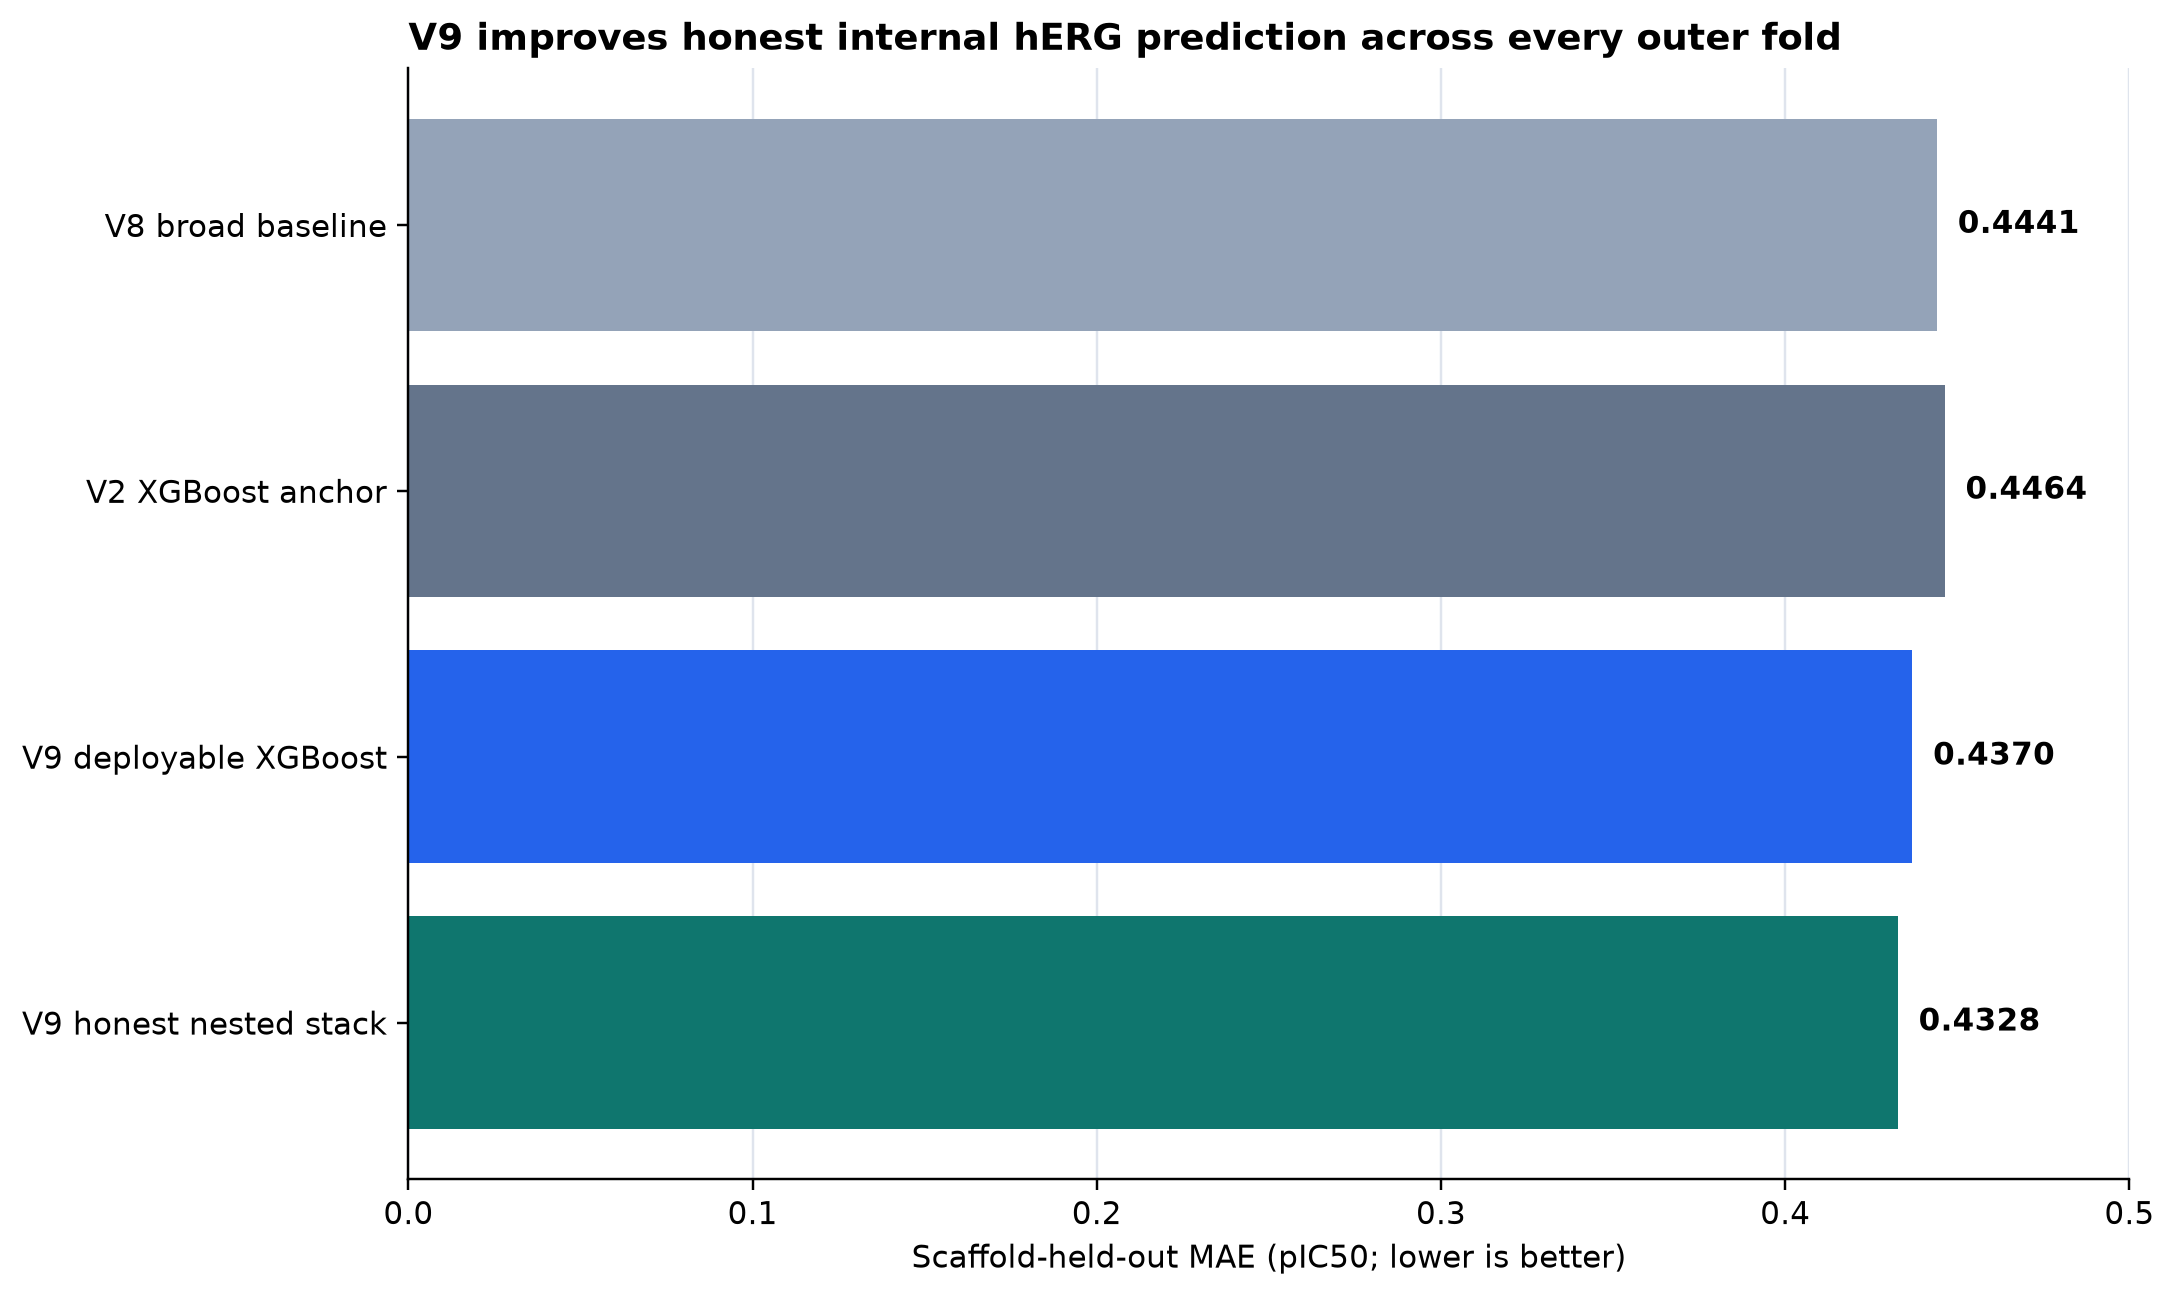 V9 improves honest internal hERG prediction across every outer fold
V8 broad baseline
0.4441
V2 XGBoost anchor
0.4464
V9 deployable XGBoost
0.4370
V9 honest nested stack
0.4328
0.0 0.1 0.2 0.3 0.4 0.5
Scaffold-held-out MAE (pIC50; lower is better)